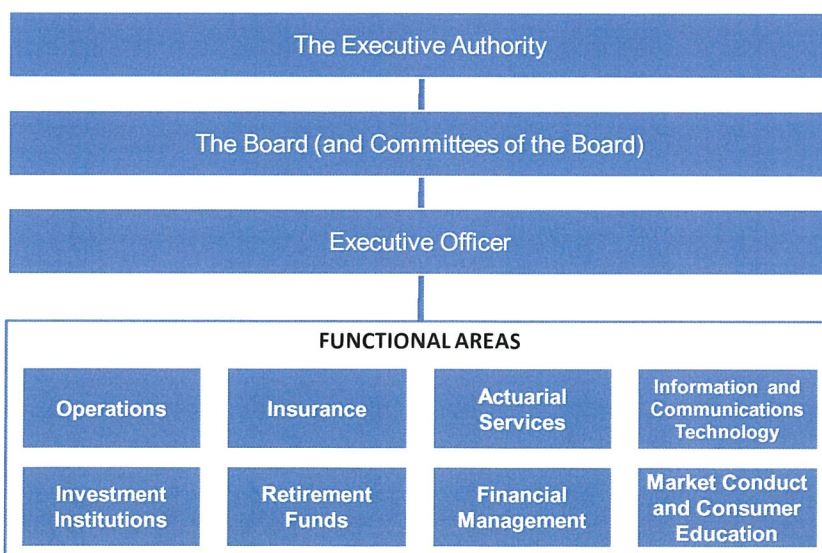 The Executive Authority
The Board (and Committees of the Board)
Executive Officer
FUNCTIONAL AREAS
Operations
Insurance
Actuarial
Services
Information and
Communications
Technology
Investment
Institutions
Retirement
Funds
Financial
Management
Market Conduct
and Consumer
Education